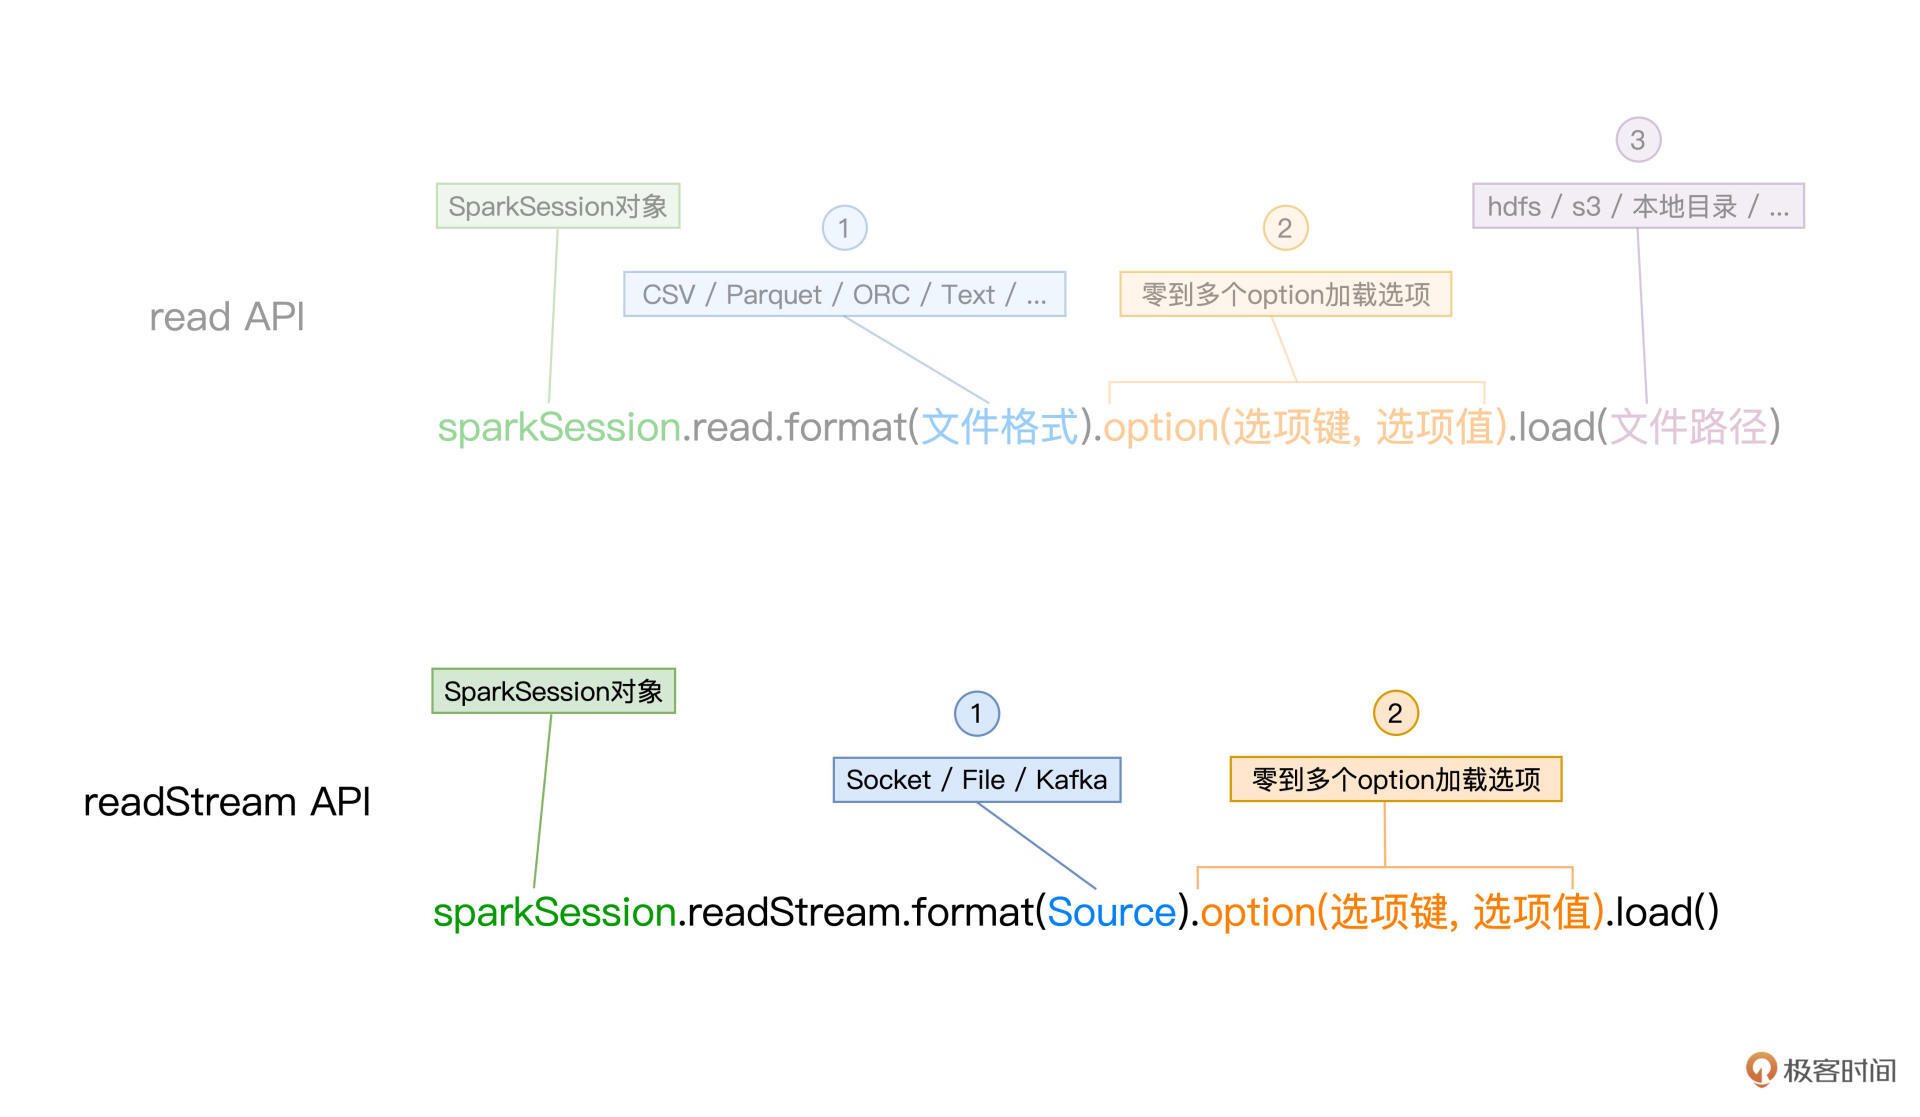 3
SparkSession对象
hdfs / s3 / 本地目录 / ...
1
2
CSV / Parquet / ORC / Text / ...
零到多个option加载选项
read API
sparkSession.read.format(文件格式).option(选项键, 选项值).load(文件路径)
SparkSession对象
1
2
Socket / File / Kafka
零到多个option加载选项
readStream API
sparkSession.readStream.format(Source).option(选项键, 选项值).load()
极客时间